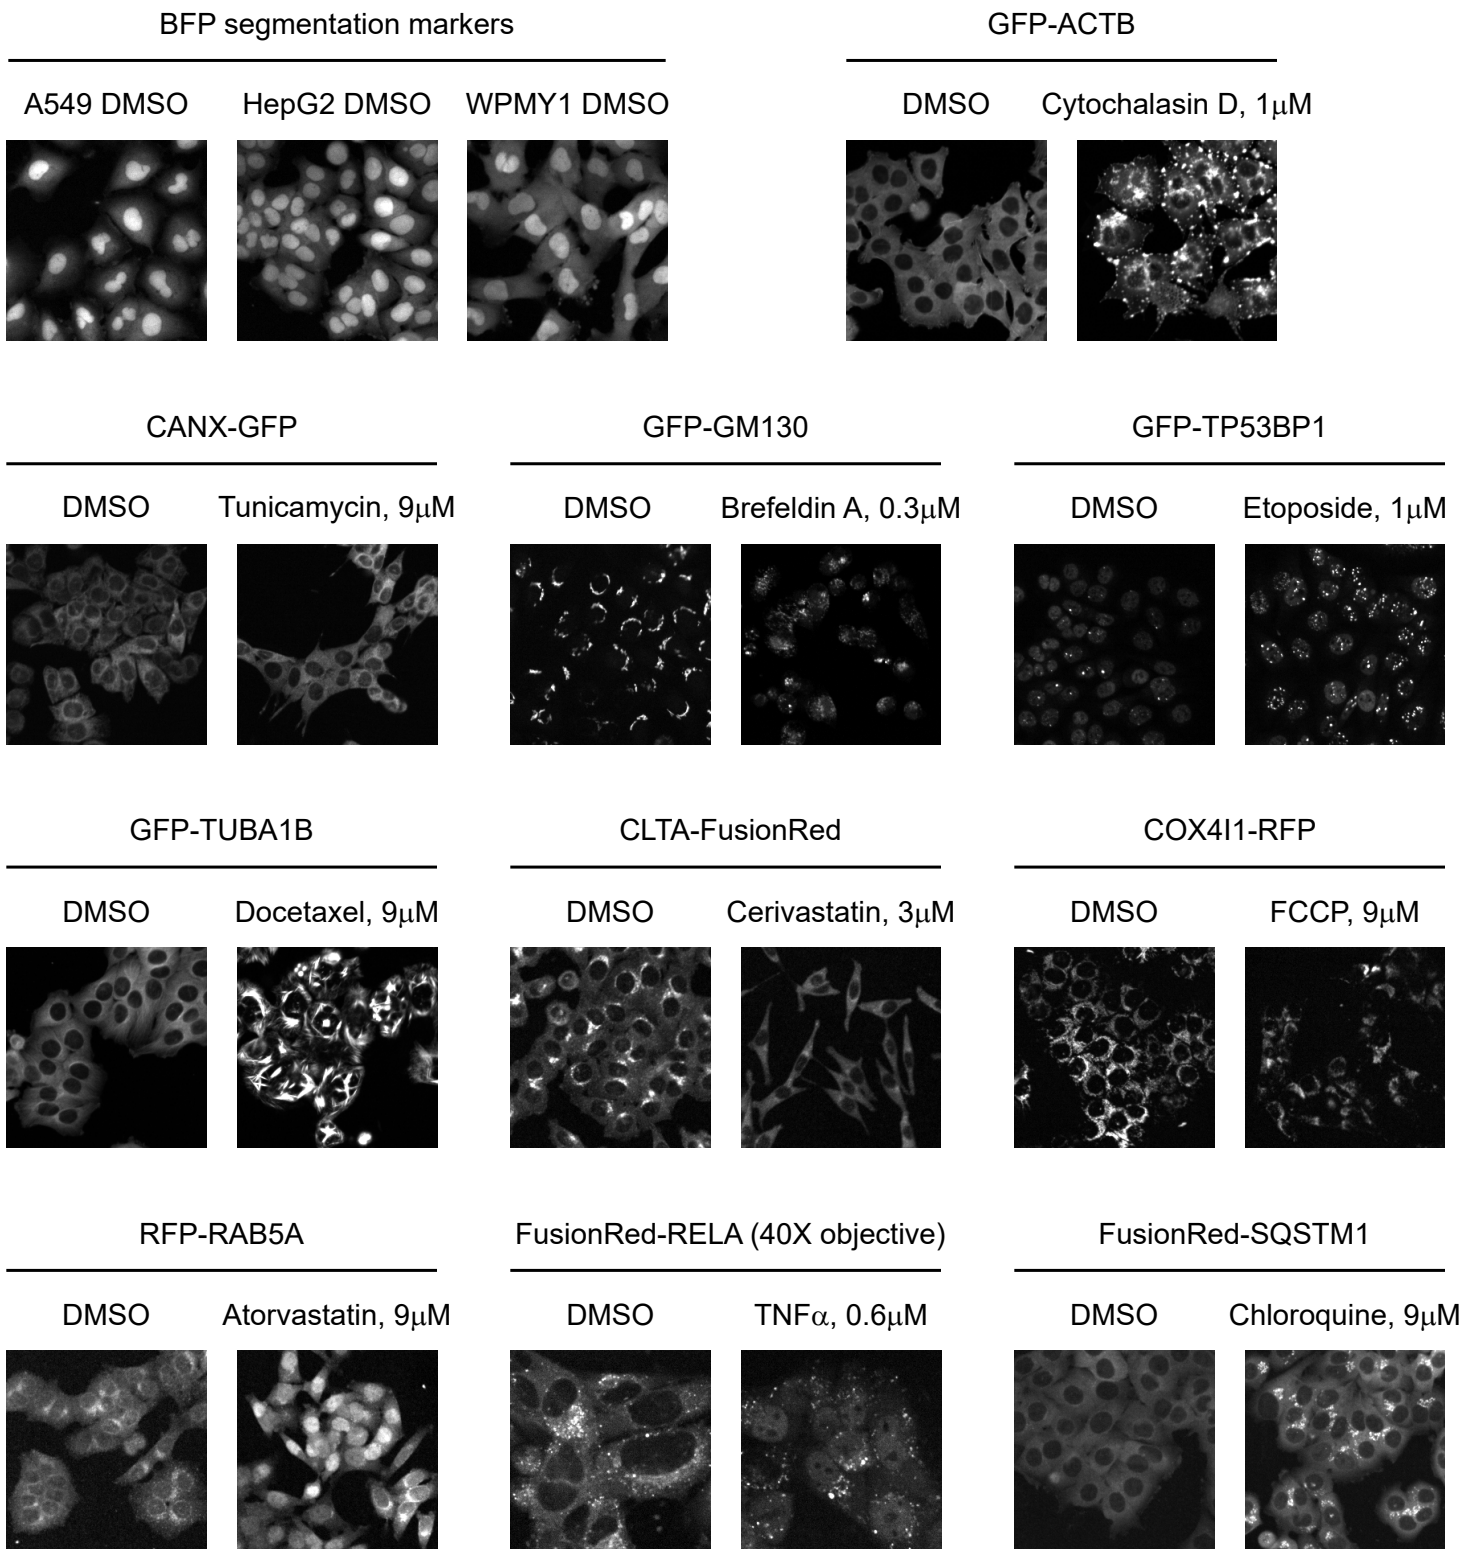 BFP segmentation markers
GFP-ACTB
A549 DMSO
HepG2 DMSO
WPMY1 DMSO
DMSO
Cytochalasin D, 1μM
CANX-GFP
GFP-GM130
GFP-TP53BP1
DMSO
Tunicamycin, 9μM
DMSO
Brefeldin A, 0.3μM
DMSO
Etoposide, 1μM
GFP-TUBA1B
CLTA-FusionRed
COX4I1-RFP
DMSO
Docetaxel, 9μM
DMSO
Cerivastatin, 3μM
DMSO
FCCP, 9μM
RFP-RAB5A
FusionRed-RELA (40X objective)
FusionRed-SQSTM1
DMSO
Atorvastatin, 9μM
DMSO
TNFα, 0.6μM
DMSO
Chloroquine, 9μM